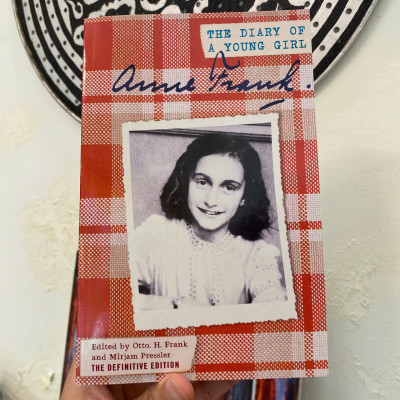 THE DIARY OF
A YOUNG GIRL
Anne Frank.
Edited by Otto. H. Frank
and Mirjam Pressler
THE DEFINITIVE EDITION